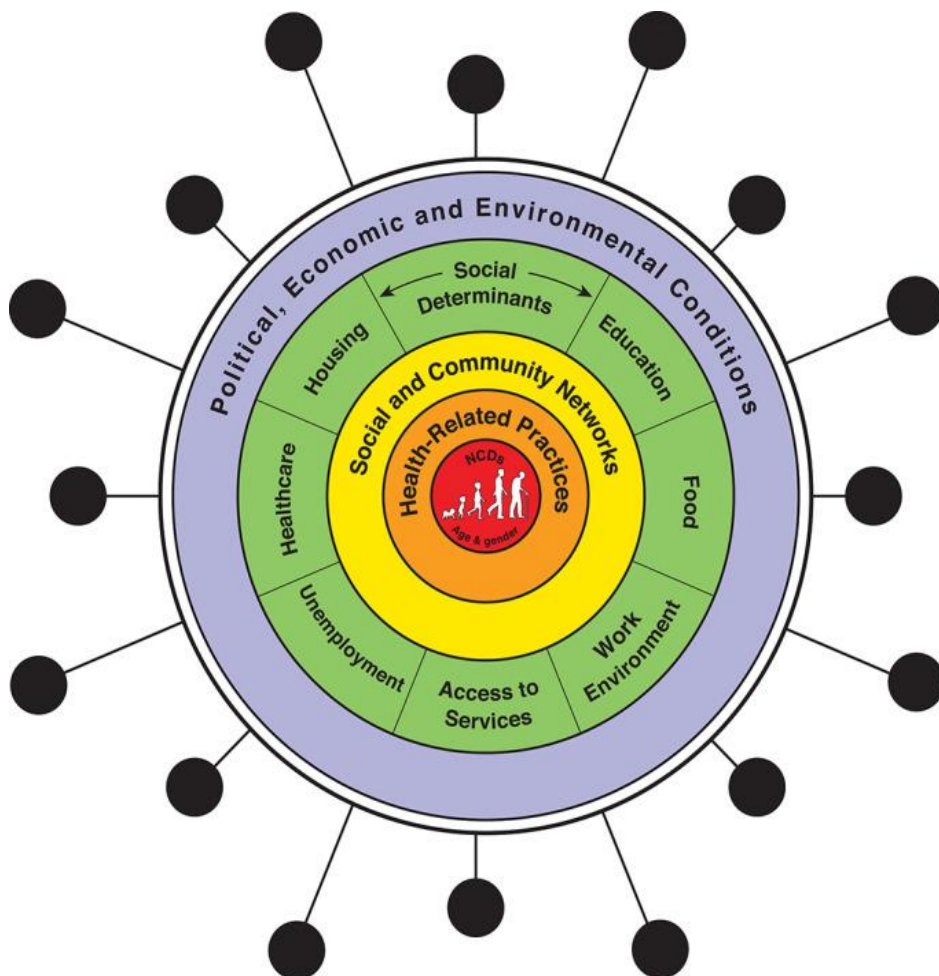 Political, Economic and Environmental Conditions
Social
Determinants
Education
Food
Work
Environment
Access to
Services
Unemployment
Healthcare
Housing
Social and Community Networks
Health-Related Practices
NCDs
Age & gender